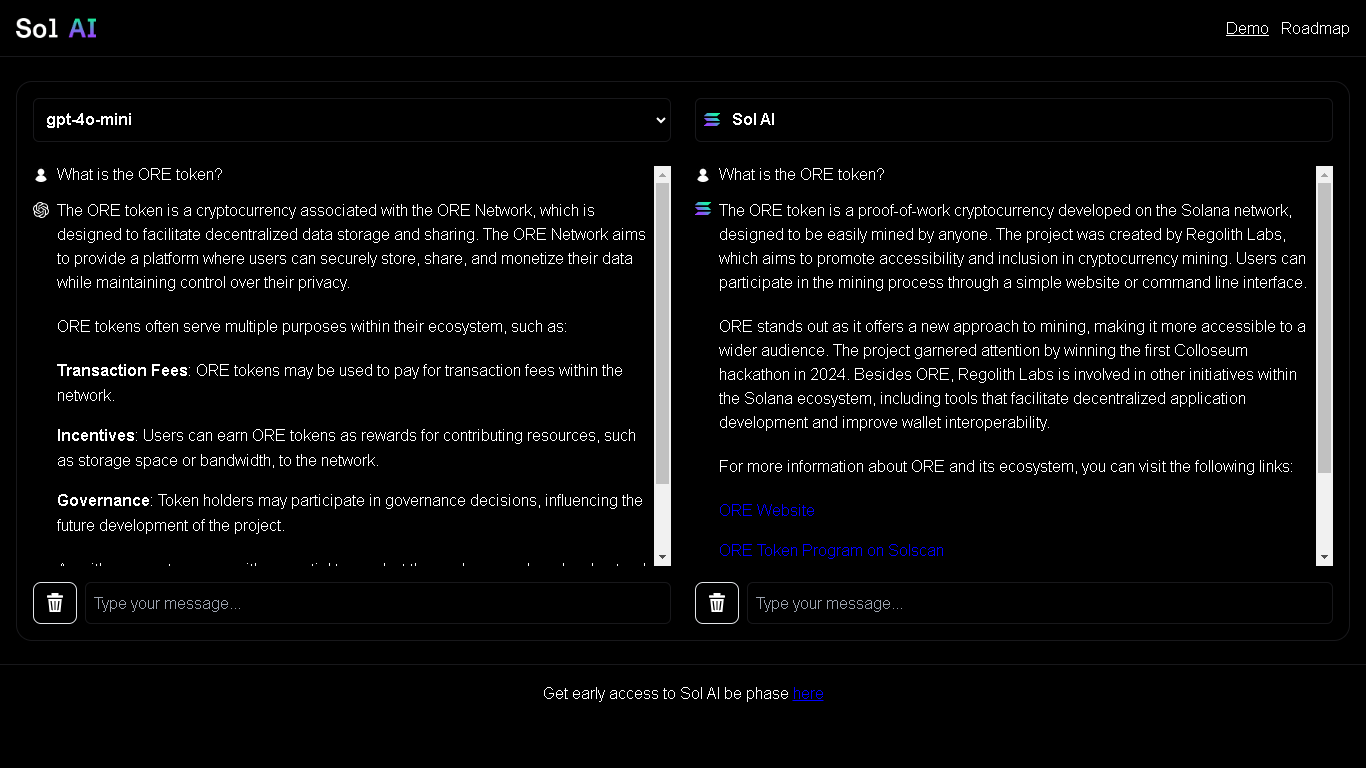 Sol AI
Demo Roadmap
gpt-4o-mini
What is the ORE token?
The ORE token is a cryptocurrency associated with the ORE Network, which is
designed to facilitate decentralized data storage and sharing. The ORE Network aims
to provide a platform where users can securely store, share, and monetize their data
while maintaining control over their privacy.
ORE tokens often serve multiple purposes within their ecosystem, such as:
Transaction Fees: ORE tokens may be used to pay for transaction fees within the
network.
Incentives: Users can earn ORE tokens as rewards for contributing resources, such
as storage space or bandwidth, to the network.
Governance: Token holders may participate in governance decisions, influencing the
future development of the project.
Type your message...
Sol AI
What is the ORE token?
The ORE token is a proof-of-work cryptocurrency developed on the Solana network,
designed to be easily mined by anyone. The project was created by Regolith Labs,
which aims to promote accessibility and inclusion in cryptocurrency mining. Users can
participate in the mining process through a simple website or command line interface.
ORE stands out as it offers a new approach to mining, making it more accessible to a
wider audience. The project garnered attention by winning the first Colloseum
hackathon in 2024. Besides ORE, Regolith Labs is involved in other initiatives within
the Solana ecosystem, including tools that facilitate decentralized application
development and improve wallet interoperability.
For more information about ORE and its ecosystem, you can visit the following links:
ORE Website
ORE Token Program on Solscan
Type your message...
Get early access to Sol AI be phase here